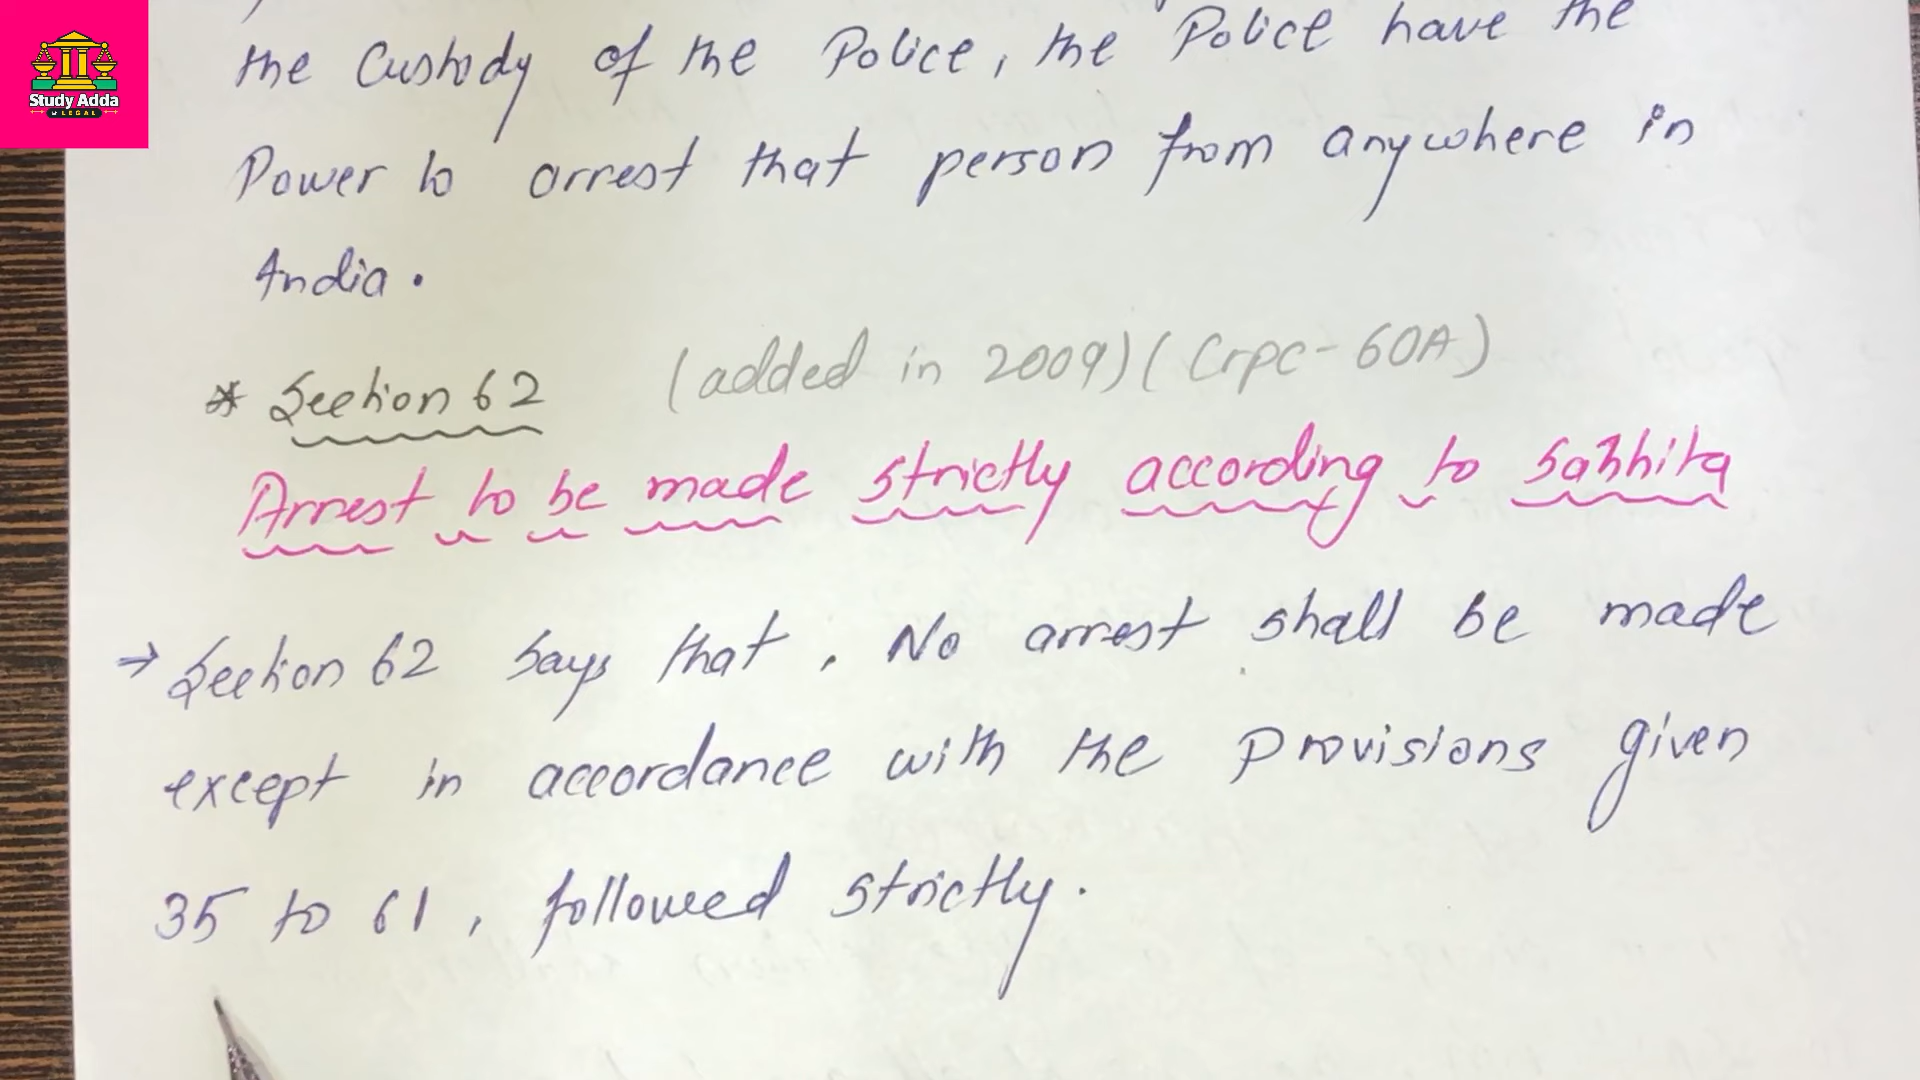 Study Adda
LEGAL
the Custody of the Police, the Police have the
Power to arrest that person from anywhere in
India.
* Section 62 (added in 2009) (Crpc-60A)
Arrest to be made strictly according to Sanhita
→ Section 62 says that, No arrest shall be made
except in accordance with the provisions given
35 to 61, followed strictly.